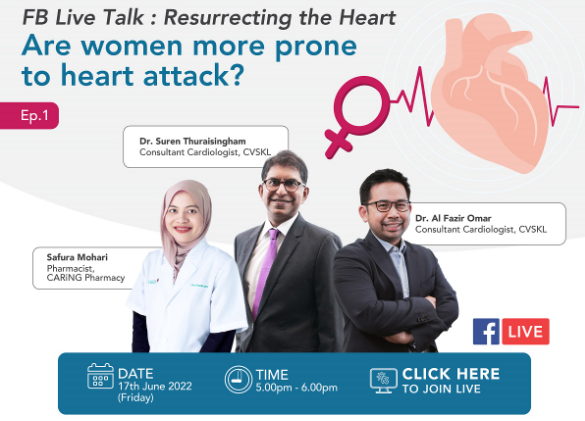 FB Live Talk : Resurrecting the Heart
Are women more prone
to heart attack?
Ep.1
Dr. Suren Thuraisingham
Consultant Cardiologist, CVSKL
Dr. Al Fazir Omar
Consultant Cardiologist, CVSKL
Safura Mohari
Pharmacist,
CARiNG Pharmacy
f LIVE
DATE
17th June 2022
(Friday)
TIME
5.00pm - 6.00pm
CLICK HERE
TO JOIN LIVE